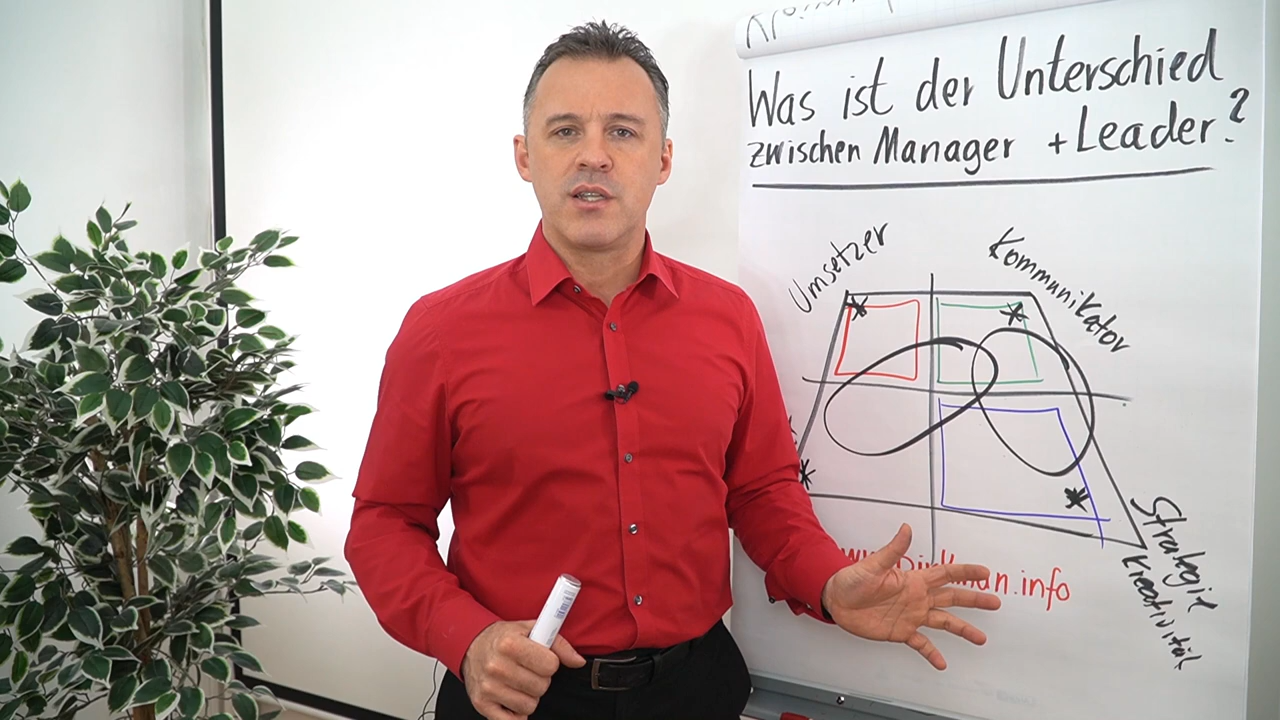 Was ist der Unterschied
zwischen Manager + Leader?
Umsetzer
Kommunikator
Strategie
Kreativität